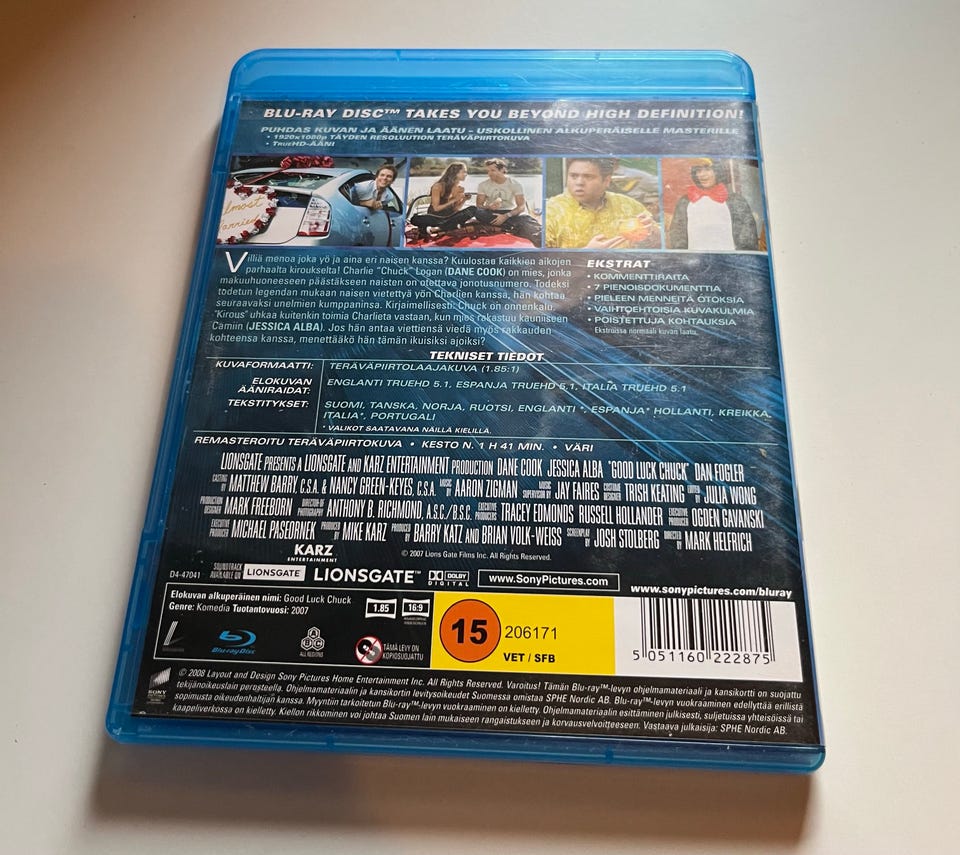 BLU-RAY DISC™ TAKES YOU BEYOND HIGH DEFINITION!
PUHDAS KUVAN JA ÄÄNEN LAATU – USKOLLINEN ALKUPERÄISELLE MASTERILLE
• 1920x1080p TÄYDEN RESOLUUTION TERÄVÄPIIRTOKUVA
• TrueHD-ÄÄNI
almost
arried
Villiä menoa joka yö ja aina eri naisen kanssa? Kuulostaa kaikkien aikojen
parhaalta kiroukselta! Charlie "Chuck" Logan (DANE COOK) on mies, jonka
makuuhuoneeseen päästäkseen naisten on otettava jonotusnumero. Todeksi
todetun legendan mukaan naisen vietettyä yön Charlien kanssa, hän kohtaa
seuraavaksi unelmien kumppaninsa. Kirjaimellisesti: Chuck on onnenkalu.
"Kirous" uhkaa kuitenkin toimia Charlieta vastaan, kun mies rakastuu kauniiseen
Camiin (JESSICA ALBA). Jos hän antaa viettiensä viedä myös rakkauden
kohteensa kanssa, menettääkö hän tämän ikuisiksi ajoiksi?
EKSTRAT
• KOMMENTTIRAITA
• 7 PIENOISDOKUMENTTIA
• PIELEEN MENNEITÄ OTOKSIA
• VAIHTOEHTOISIA KUVAKULMIA
• POISTETTUJA KOHTAUKSIA
Ekstroissa normaali kuvan laatu.
TEKNISET TIEDOT
KUVAFORMAATTI: TERÄVÄPIIRTOLAAJAKUVA (1.85:1)
ELOKUVAN ÄÄNIRAIDAT: ENGLANTI TRUEHD 5.1, ESPANJA TRUEHD 5.1, ITALIA TRUEHD 5.1
TEKSTITYKSET: SUOMI, TANSKA, NORJA, RUOTSI, ENGLANTI *, ESPANJA* HOLLANTI, KREIKKA,
ITALIA*, PORTUGALI
* VALIKOT SAATAVANA NÄILLÄ KIELILLÄ.
REMASTEROITU TERÄVÄPIIRTOKUVA • KESTO N. 1 H 41 MIN. • VÄRI
LIONSGATE PRESENTS A LIONSGATE AND KARZ ENTERTAINMENT PRODUCTION DANE COOK JESSICA ALBA "GOOD LUCK CHUCK" DAN FOGLER
CASTING BY MATTHEW BARRY, C.S.A. & NANCY GREEN-KEYES, C.S.A. MUSIC BY AARON ZIGMAN MUSIC SUPERVISION BY JAY FAIRES COSTUME DESIGNER TRISH KEATING EDITED BY JULIA WONG
PRODUCTION DESIGNER MARK FREEBORN DIRECTOR OF PHOTOGRAPHY ANTHONY B. RICHMOND, A.S.C./B.S.C. EXECUTIVE PRODUCERS TRACEY EDMONDS RUSSELL HOLLANDER EXECUTIVE PRODUCER OGDEN GAVANSKI
EXECUTIVE PRODUCER MICHAEL PASEORNEK PRODUCED BY MIKE KARZ PRODUCED BY BARRY KATZ AND BRIAN VOLK-WEISS SCREENPLAY BY JOSH STOLBERG DIRECTED BY MARK HELFRICH
KARZ
ENTERTAINMENT
© 2007 Lions Gate Films Inc. All Rights Reserved.
D4-47041
SOUNDTRACK AVAILABLE ON LIONSGATE
LIONSGATE™
DOLBY
DIGITAL
www.SonyPictures.com
www.sonypictures.com/bluray
Elokuvan alkuperäinen nimi: Good Luck Chuck
Genre: Komedia Tuotantovuosi: 2007
1.85
16:9
Blu-ray Disc
ABC
ALL REGIONS
TÄMÄ LEVY ON
KOPIOSUOJATTU
15
206171
VET / SFB
5 051160 222875
SONY
PICTURES
© 2008 Layout and Design Sony Pictures Home Entertainment Inc. All Rights Reserved. Varoitus! Tämän Blu-ray™-levyn ohjelmamateriaali ja kansikortti on suojattu
tekijänoikeuslain perusteella. Ohjelmamateriaalin ja kansikortin levitysoikeudet Suomessa omistaa SPHE Nordic AB. Blu-ray™-levyn vuokraaminen edellyttää erillistä
sopimusta oikeudenhaltijan kanssa. Myyntiin tarkoitetun Blu-ray™-levyn vuokraaminen on kielletty. Ohjelmamateriaalin esittäminen julkisesti, suljetuissa yhteisöissä tai
kaapeliverkossa on kielletty. Kiellon rikkominen voi johtaa Suomen lain mukaiseen rangaistukseen ja korvausvelvoitteeseen. Vastaava julkaisija: SPHE Nordic AB.